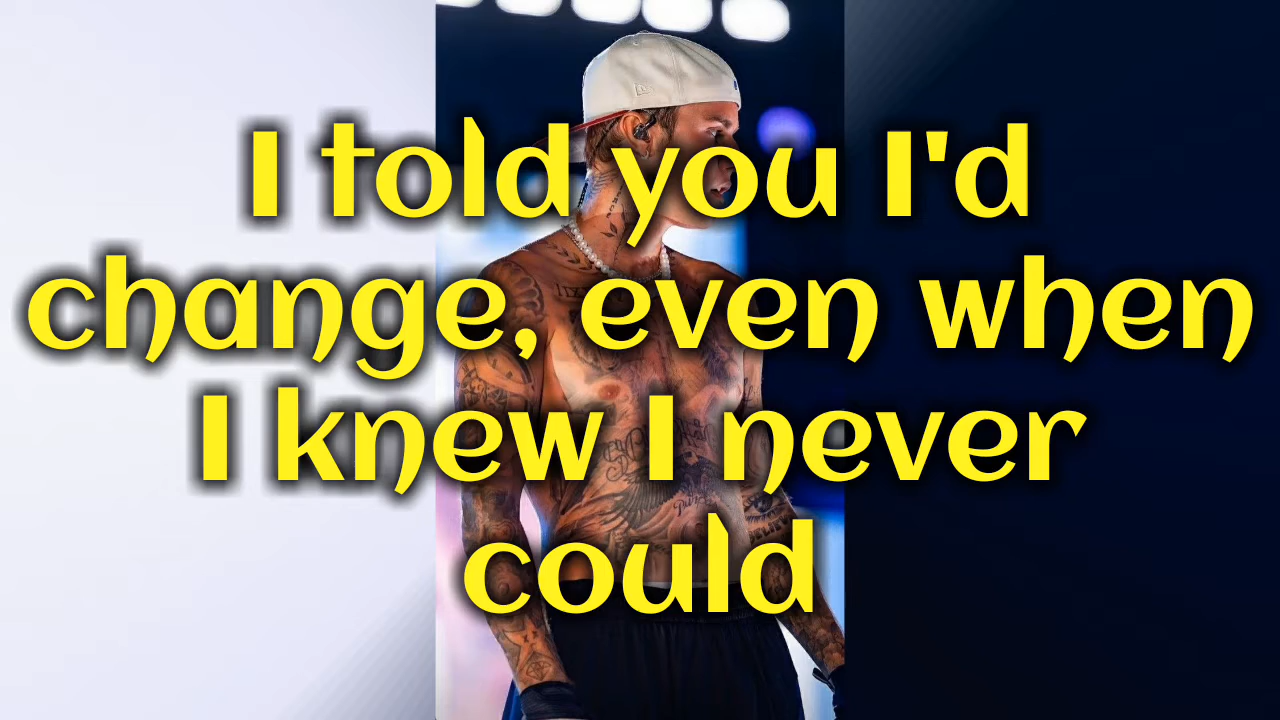 I told you I'd
change, even when
I knew I never
could